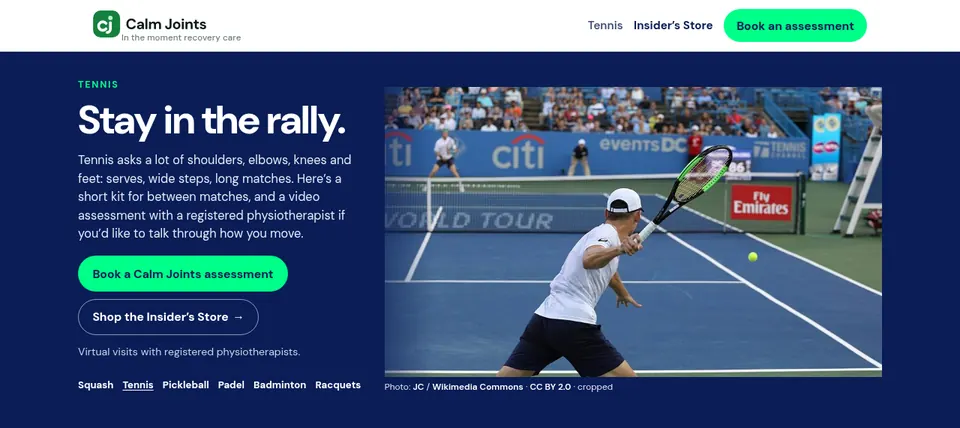 cj Calm Joints
In the moment recovery care
Tennis Insider's Store Book an assessment
TENNIS
Stay in the rally.
Tennis asks a lot of shoulders, elbows, knees and
feet: serves, wide steps, long matches. Here's a
short kit for between matches, and a video
assessment with a registered physiotherapist if
you'd like to talk through how you move.
Book a Calm Joints assessment
Shop the Insider's Store →
Virtual visits with registered physiotherapists.
Squash Tennis Pickleball Padel Badminton Racquets
iti
citi
eventsDC
86
TENNIS
CHANNEL
Fly
Emirates
WORLD TOUR
Photo: JC / Wikimedia Commons · CC BY 2.0 · cropped